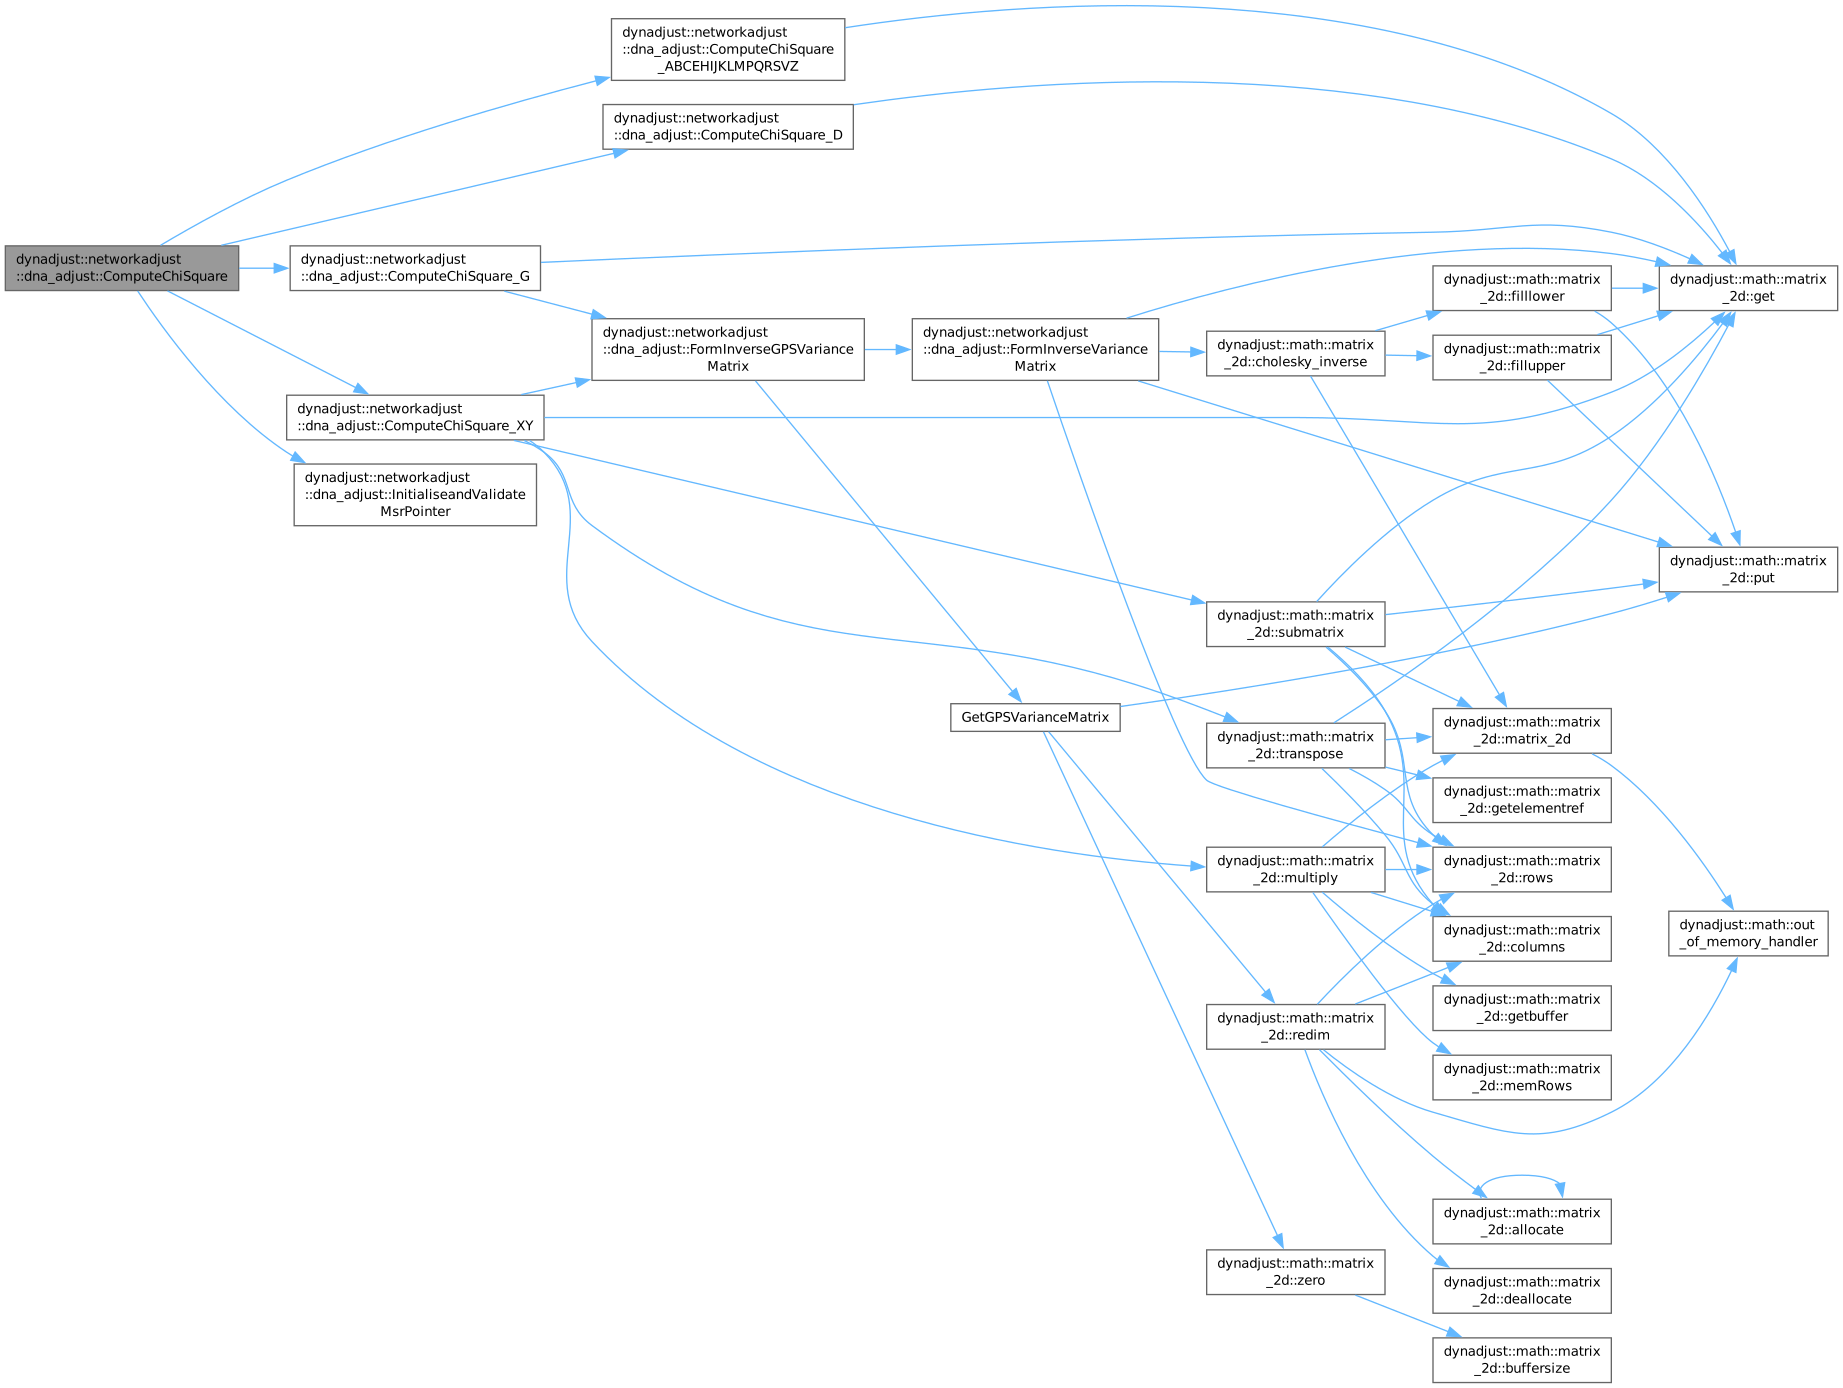 dynadjust::networkadjust
::dna_adjust::ComputeChiSquare
dynadjust::networkadjust
::dna_adjust::ComputeChiSquare
_ABCEHIJKLMPQRSVZ
dynadjust::networkadjust
::dna_adjust::ComputeChiSquare_D
dynadjust::networkadjust
::dna_adjust::ComputeChiSquare_G
dynadjust::networkadjust
::dna_adjust::ComputeChiSquare_XY
dynadjust::networkadjust
::dna_adjust::InitialiseandValidate
MsrPointer
dynadjust::networkadjust
::dna_adjust::FormInverseGPSVariance
Matrix
dynadjust::networkadjust
::dna_adjust::FormInverseVariance
Matrix
GetGPSVarianceMatrix
dynadjust::math::matrix
_2d::cholesky_inverse
dynadjust::math::matrix
_2d::submatrix
dynadjust::math::matrix
_2d::transpose
dynadjust::math::matrix
_2d::multiply
dynadjust::math::matrix
_2d::redim
dynadjust::math::matrix
_2d::zero
dynadjust::math::matrix
_2d::filllower
dynadjust::math::matrix
_2d::fillupper
dynadjust::math::matrix
_2d::matrix_2d
dynadjust::math::matrix
_2d::getelementref
dynadjust::math::matrix
_2d::rows
dynadjust::math::matrix
_2d::columns
dynadjust::math::matrix
_2d::getbuffer
dynadjust::math::matrix
_2d::memRows
dynadjust::math::matrix
_2d::allocate
dynadjust::math::matrix
_2d::deallocate
dynadjust::math::matrix
_2d::buffersize
dynadjust::math::matrix
_2d::get
dynadjust::math::matrix
_2d::put
dynadjust::math::out
_of_memory_handler